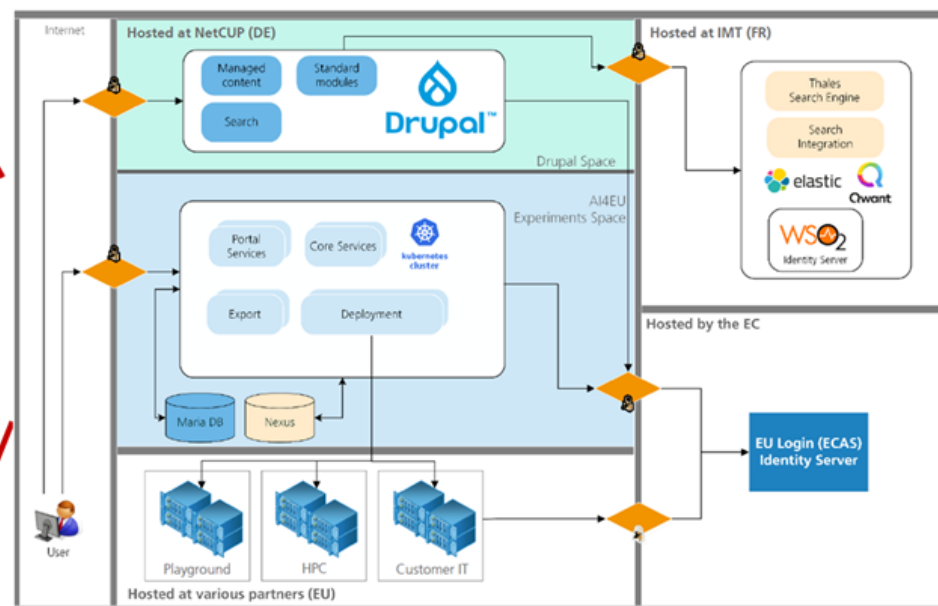 Internet
Hosted at NetCUP (DE)
Hosted at IMT (FR)
Managed
content
Standard
modules
Search
Drupal™
Drupal Space
Thales
Search Engine
Search
Integration
elastic
Qwant
WSO2
Identity Server
AI4EU
Experiments Space
Portal
Services
Core Services
kubernetes
cluster
Export
Deployment
Maria DB
Nexus
Hosted by the EC
EU Login (ECAS)
Identity Server
User
Playground
HPC
Customer IT
Hosted at various partners (EU)